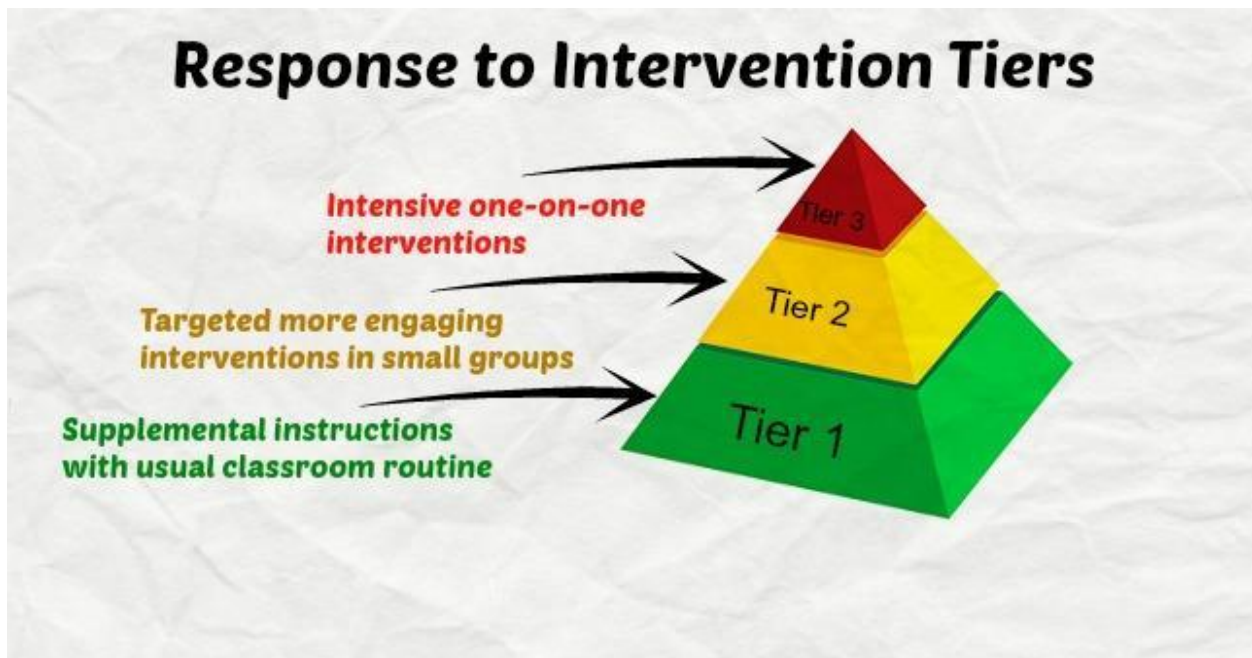 Response to Intervention Tiers
Intensive one-on-one
interventions
Tier 3
Targeted more engaging
interventions in small groups
Tier 2
Supplemental instructions
with usual classroom routine
Tier 1